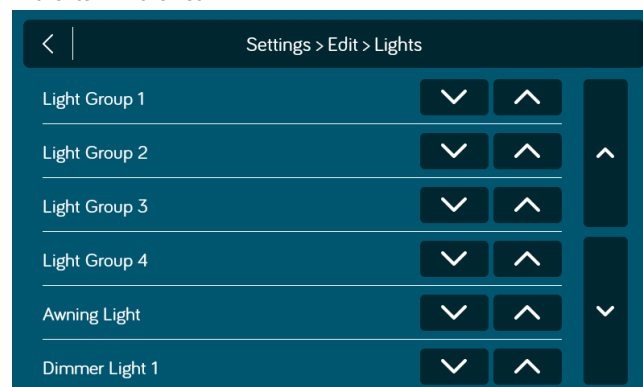 Settings > Edit > Lights
Light Group 1
Light Group 2
Light Group 3
Light Group 4
Awning Light
Dimmer Light 1